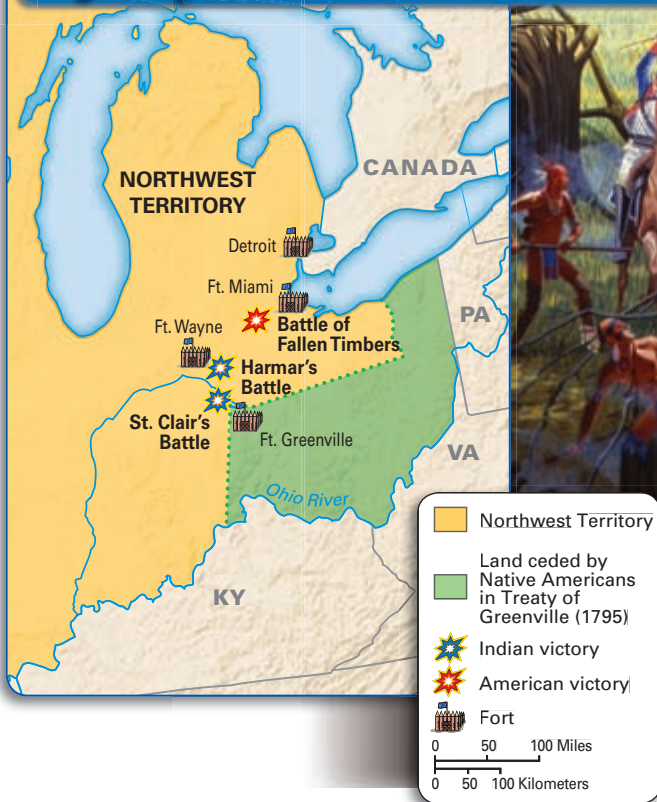 NORTHWEST
TERRITORY
CANADA
Detroit
Ft. Miami
PA
Battle of
Fallen Timbers
Ft. Wayne
Harmar's
Battle
St. Clair's
Battle
Ft. Greenville
VA
Ohio River
KY
Northwest Territory
Land ceded by
Native Americans
in Treaty of
Greenville (1795)
Indian victory
American victory
Fort
0 50 100 Miles
0 50 100 Kilometers